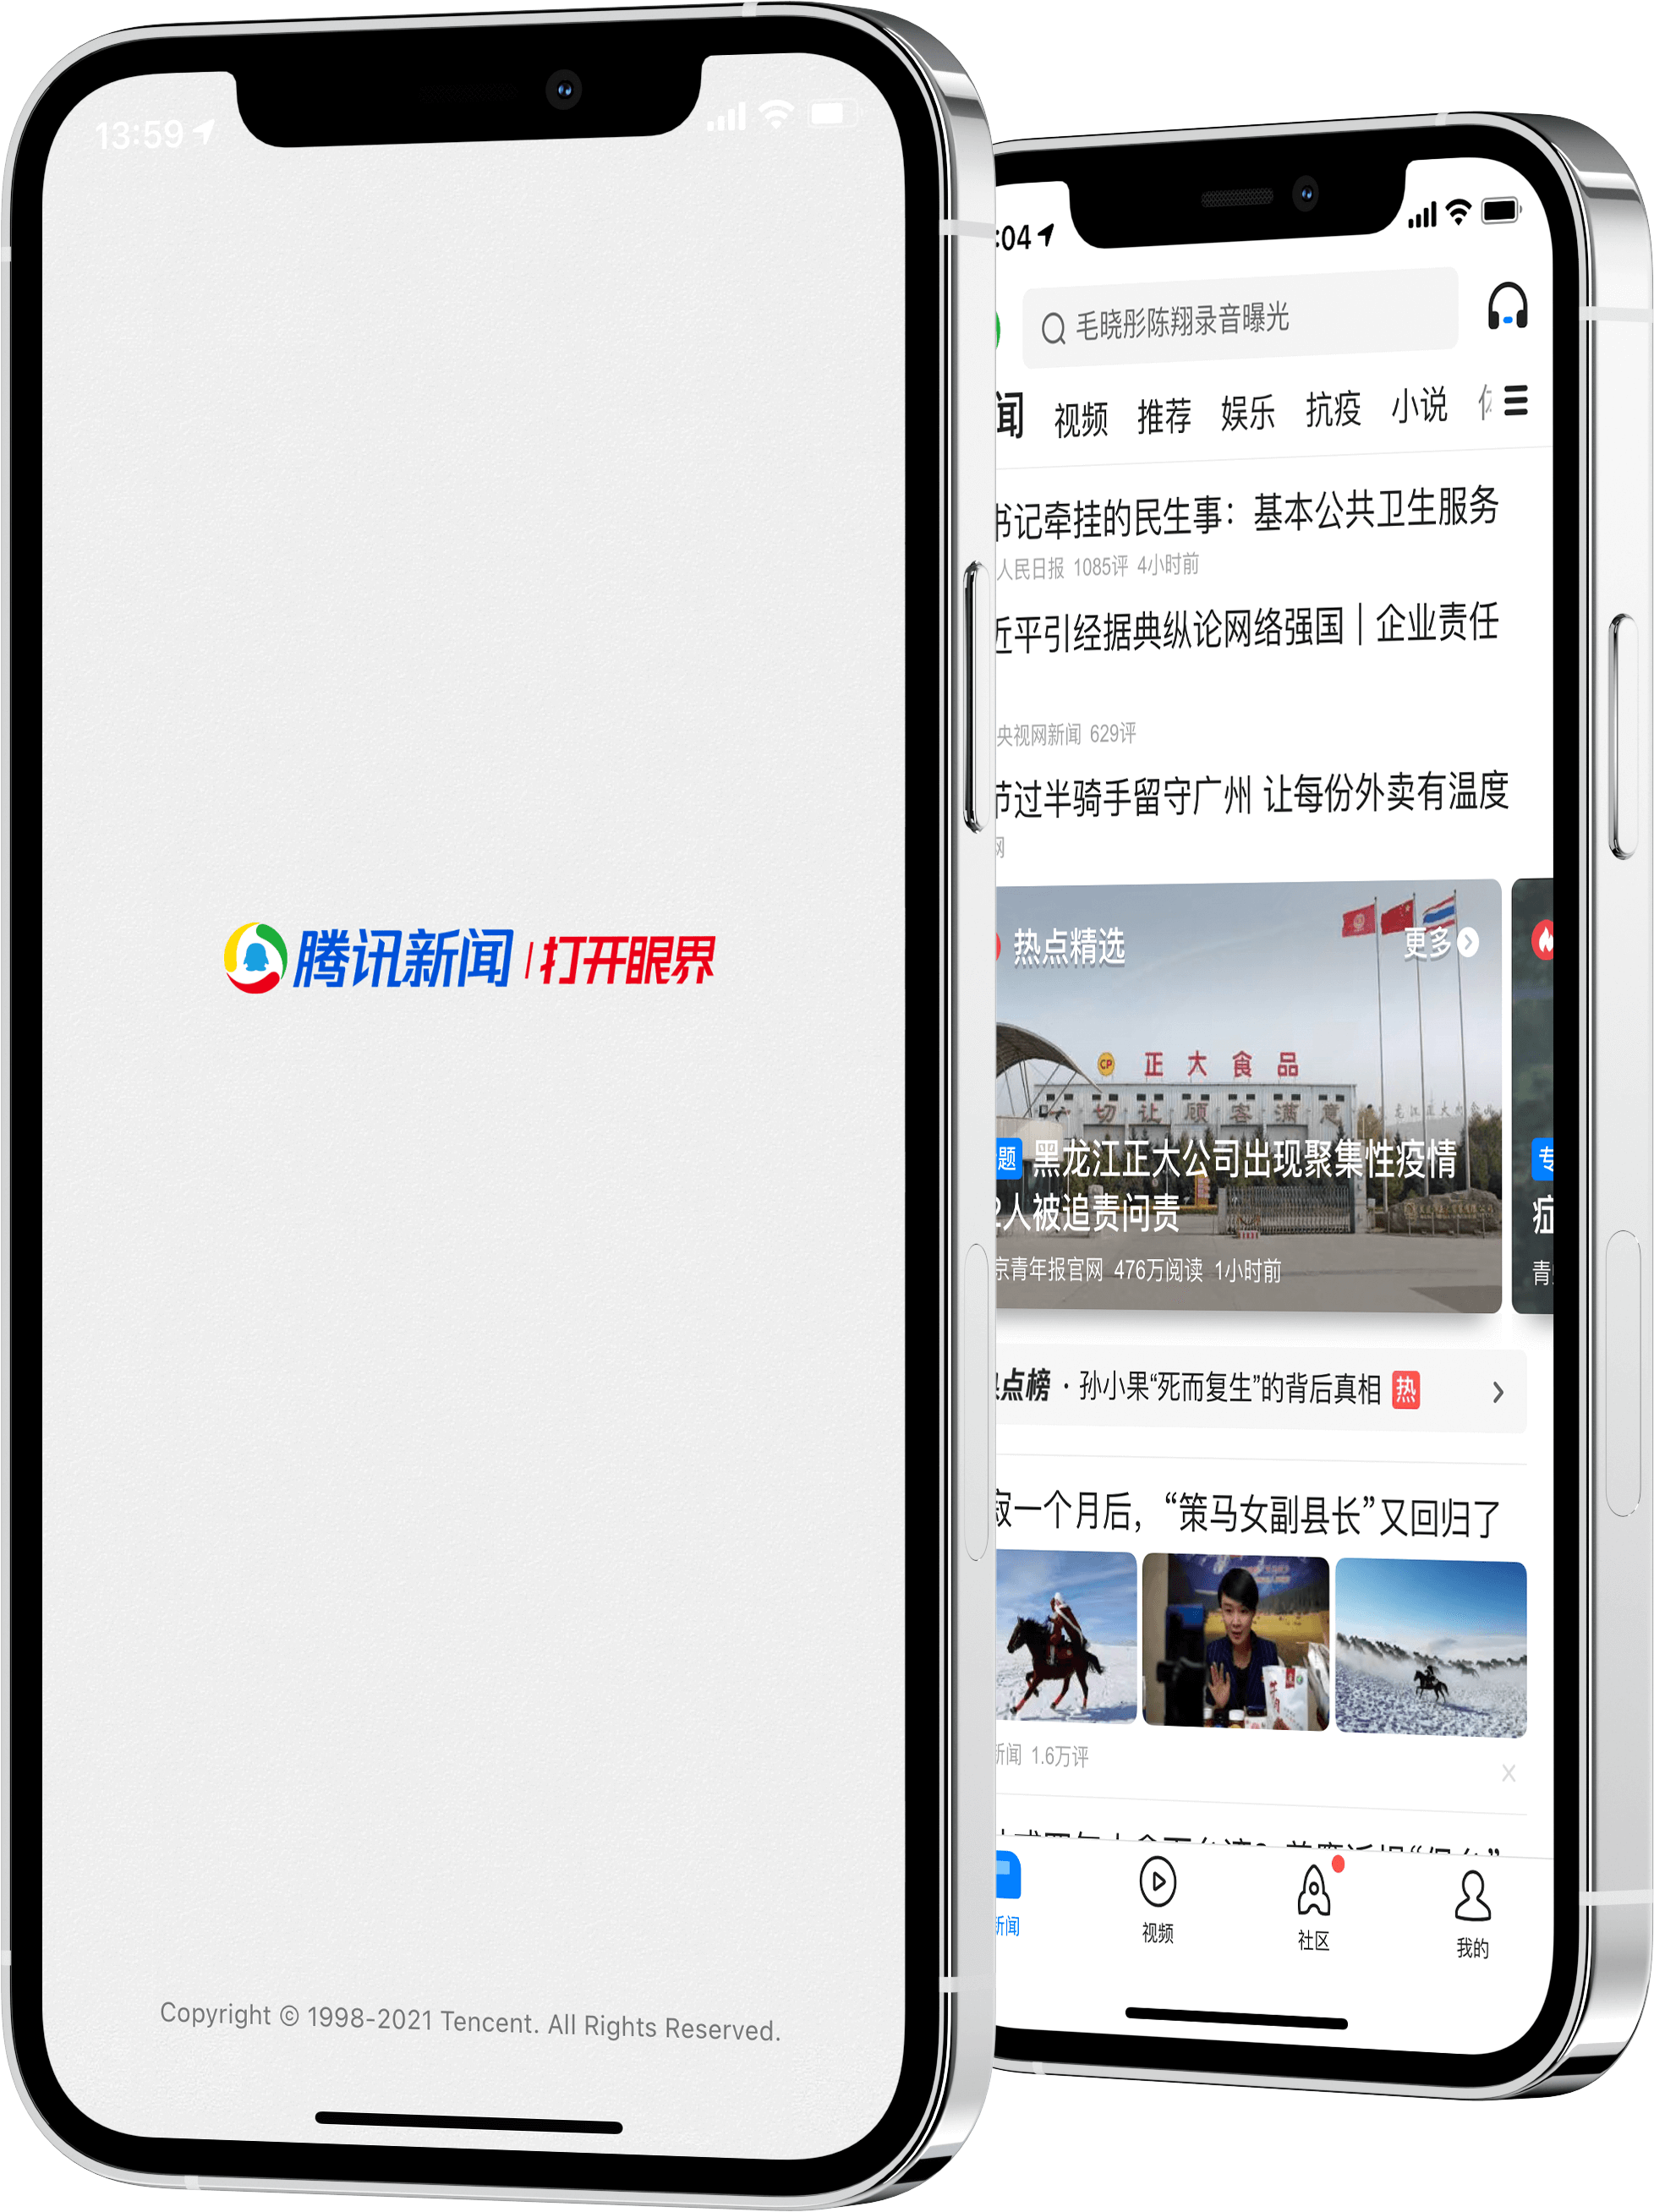 13:59
腾讯新闻 | 打开眼界
Copyright © 1998-2021 Tencent. All Rights Reserved.
:04
毛晓彤陈翔录音曝光
闻 视频 推荐 娱乐 抗疫 小说
书记牵挂的民生事：基本公共卫生服务
人民日报 1085评 4小时前
近平引经据典纵论网络强国｜企业责任
央视网新闻 629评
节过半骑手留守广州 让每份外卖有温度
网
热点精选 更多
CP 正大食品
一切让顾客满意
龙江正大
题 黑龙江正大公司出现聚集性疫情
2人被追责问责
京青年报官网 476万阅读 1小时前
专
症
青
点榜 · 孙小果“死而复生”的背后真相 热
寂一个月后，“策马女副县长”又回归了
新闻 1.6万评
新闻 视频 社区 我的